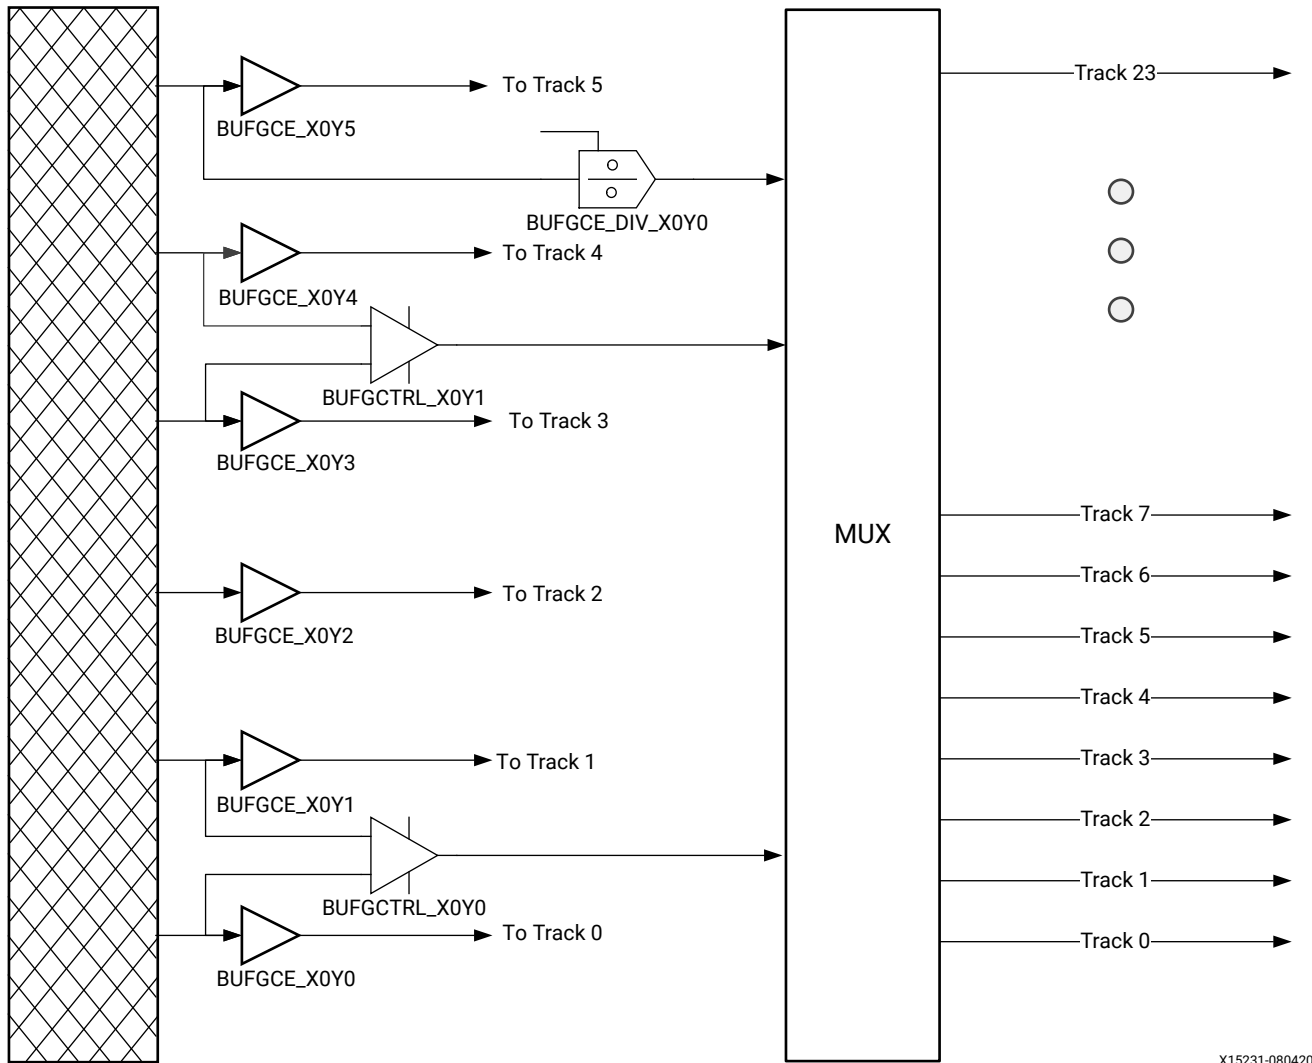 Track 23
To Track 5
BUFGCE_X0Y5
BUFGCE_DIV_X0Y0
To Track 4
BUFGCE_X0Y4
BUFGCTRL_X0Y1
To Track 3
BUFGCE_X0Y3
Track 7
MUX
Track 6
To Track 2
BUFGCE_X0Y2
Track 5
Track 4
Track 3
To Track 1
BUFGCE_X0Y1
Track 2
Track 1
BUFGCTRL_X0Y0
To Track 0
Track 0
BUFGCE_X0Y0
X15231-080420